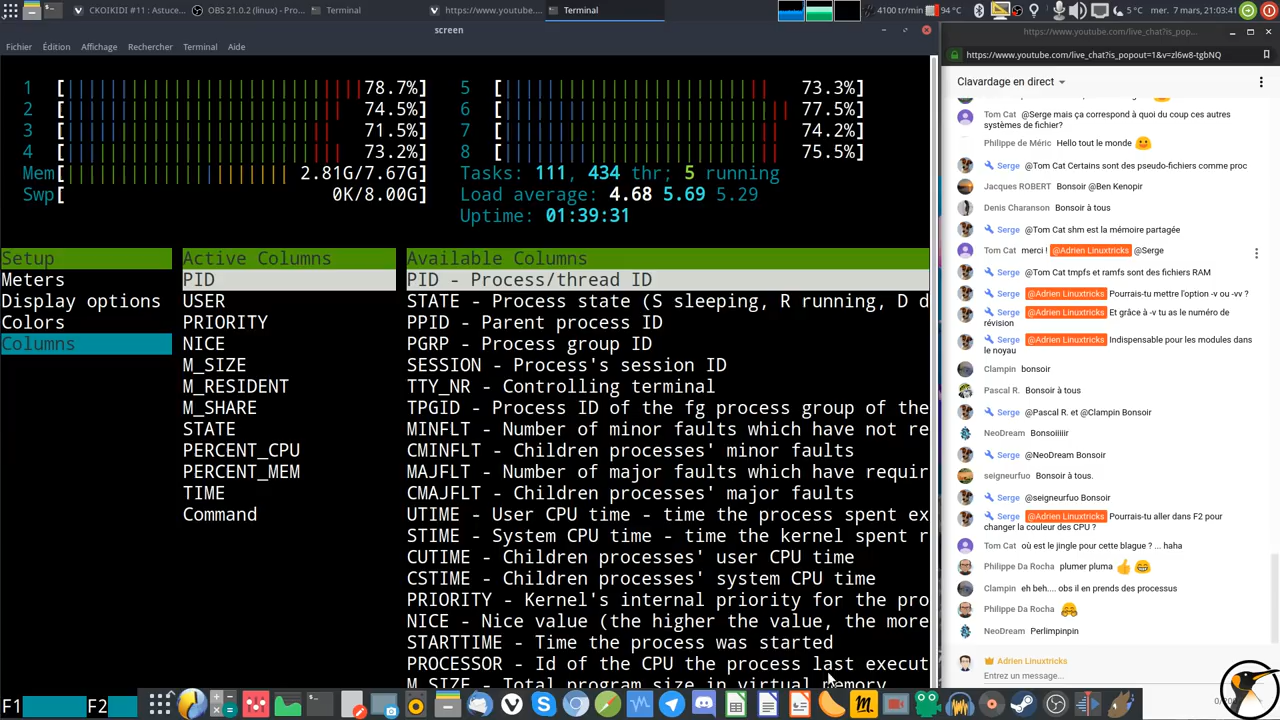 CKOIKIDI #11 : Astuce...
OBS 21.0.2 (linux) - Pro...
Terminal
https://www.youtube....
Terminal
4100 tr/min
94 °C
5 °C
mer. 7 mars, 21:03:41
screen
Fichier Édition Affichage Rechercher Terminal Aide
1 [78.7%] 5 [73.3%]
2 [74.5%] 6 [77.5%]
3 [71.5%] 7 [74.2%]
4 [73.2%] 8 [75.5%]
Mem[2.81G/7.67G] Tasks: 111, 434 thr; 5 running
Swp[0K/8.00G] Load average: 4.68 5.69 5.29
Uptime: 01:39:31
Setup
Meters
Display options
Colors
Columns
Active Columns
PID
USER
PRIORITY
NICE
M_SIZE
M_RESIDENT
M_SHARE
STATE
PERCENT_CPU
PERCENT_MEM
TIME
Command
Available Columns
PID - Process/thread ID
STATE - Process state (S sleeping, R running, D d
PPID - Parent process ID
PGRP - Process group ID
SESSION - Process's session ID
TTY_NR - Controlling terminal
TPGID - Process ID of the fg process group of the
MINFLT - Number of minor faults which have not re
CMINFLT - Children processes' minor faults
MAJFLT - Number of major faults which have requir
CMAJFLT - Children processes' major faults
UTIME - User CPU time - time the process spent ex
STIME - System CPU time - time the kernel spent r
CUTIME - Children processes' user CPU time
CSTIME - Children processes' system CPU time
PRIORITY - Kernel's internal priority for the pro
NICE - Nice value (the higher the value, the more
STARTTIME - Time the process was started
PROCESSOR - Id of the CPU the process last execut
M_SIZE - Total program size in virtual memory
F1 F2
https://www.youtube.com/live_chat?is_pop...
https://www.youtube.com/live_chat?is_popout=1&v=zl6w8-tgbNQ
Clavardage en direct
Tom Cat @Serge mais ça correspond à quoi du coup ces autres
systèmes de fichier?
Philippe de Méric Hello tout le monde
Serge @Tom Cat Certains sont des pseudo-fichiers comme proc
Jacques ROBERT Bonsoir @Ben Kenopir
Denis Charanson Bonsoir à tous
Serge @Tom Cat shm est la mémoire partagée
Tom Cat merci ! @Adrien Linuxtricks @Serge
Serge @Tom Cat tmpfs et ramfs sont des fichiers RAM
Serge @Adrien Linuxtricks Pourrais-tu mettre l'option -v ou -vv ?
Serge @Adrien Linuxtricks Et grâce à -v tu as le numéro de
révision
Serge @Adrien Linuxtricks Indispensable pour les modules dans
le noyau
Clampin bonsoir
Pascal R. Bonsoir à tous
Serge @Pascal R. et @Clampin Bonsoir
NeoDream Bonsoiiiiir
Serge @NeoDream Bonsoir
seigneurfuo Bonsoir à tous.
Serge @seigneurfuo Bonsoir
Serge @Adrien Linuxtricks Pourrais-tu aller dans F2 pour
changer la couleur des CPU ?
Tom Cat où est le jingle pour cette blague ? ... haha
Philippe Da Rocha plumer pluma
Clampin eh beh.... obs il en prends des processus
Philippe Da Rocha
NeoDream Perlimpinpin
Adrien Linuxtricks
Entrez un message...